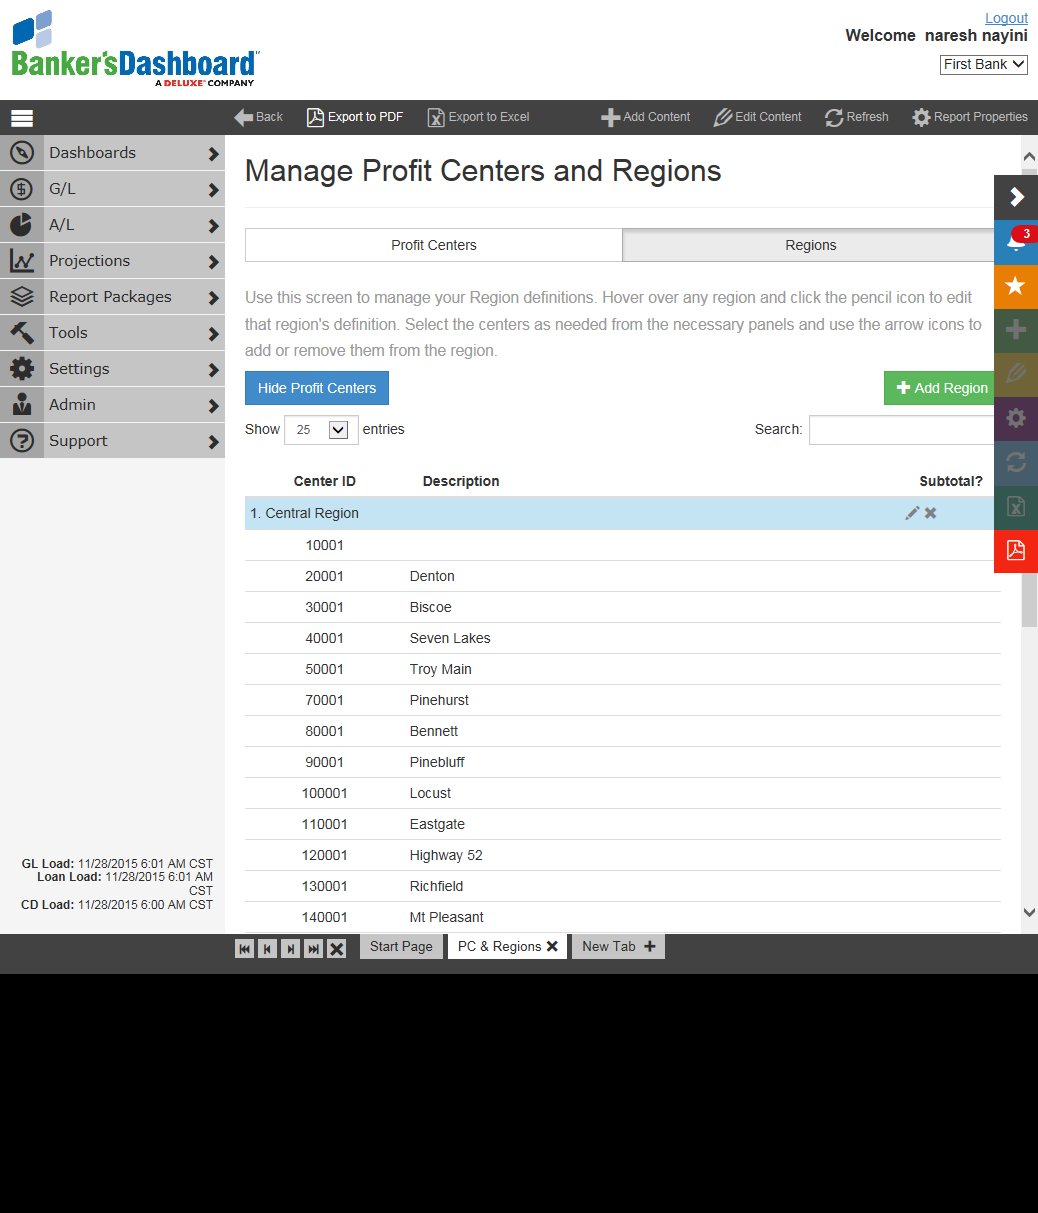 Logout
Welcome naresh nayini
Banker'sDashboard
A DELUXE COMPANY
First Bank
Back Export to PDF Export to Excel Add Content Edit Content Refresh Report Properties
Dashboards
G/L
A/L
Projections
Report Packages
Tools
Settings
Admin
Support
Manage Profit Centers and Regions
3
Profit Centers Regions
Use this screen to manage your Region definitions. Hover over any region and click the pencil icon to edit
that region's definition. Select the centers as needed from the necessary panels and use the arrow icons to
add or remove them from the region.
Hide Profit Centers Add Region
Show 25 entries Search:
Center ID Description Subtotal?
1. Central Region
10001
20001 Denton
30001 Biscoe
40001 Seven Lakes
50001 Troy Main
70001 Pinehurst
80001 Bennett
90001 Pinebluff
100001 Locust
110001 Eastgate
120001 Highway 52
130001 Richfield
140001 Mt Pleasant
GL Load: 11/28/2015 6:01 AM CST
Loan Load: 11/28/2015 6:01 AM
CST
CD Load: 11/28/2015 6:00 AM CST
Start Page PC & Regions New Tab